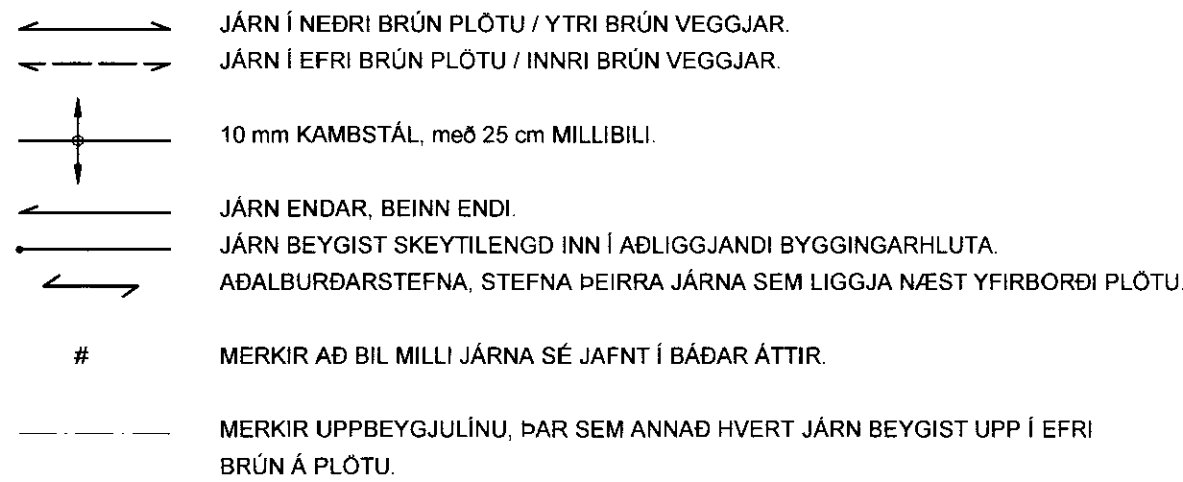 JÁRN Í NEÐRI BRÚN PLÖTU / YTRI BRÚN VEGGJAR.
JÁRN Í EFRI BRÚN PLÖTU / INNRI BRÚN VEGGJAR.
10 mm KAMBSTÁL, með 25 cm MILLIBILI.
JÁRN ENDAR, BEINN ENDI.
JÁRN BEYGIST SKEYTILENGD INN Í AÐLIGGJANDI BYGGINGARHLUTA.
AÐALBURÐARSTEFNA, STEFNA ÞEIRRA JÁRNA SEM LIGGJA NÆST YFIRBORÐI PLÖTU.
# MERKIR AÐ BIL MILLI JÁRNA SÉ JAFNT Í BÁÐAR ÁTTIR.
MERKIR UPPBEYGJULÍNU, ÞAR SEM ANNAÐ HVERT JÁRN BEYGIST UPP Í EFRI
BRÚN Á PLÖTU.